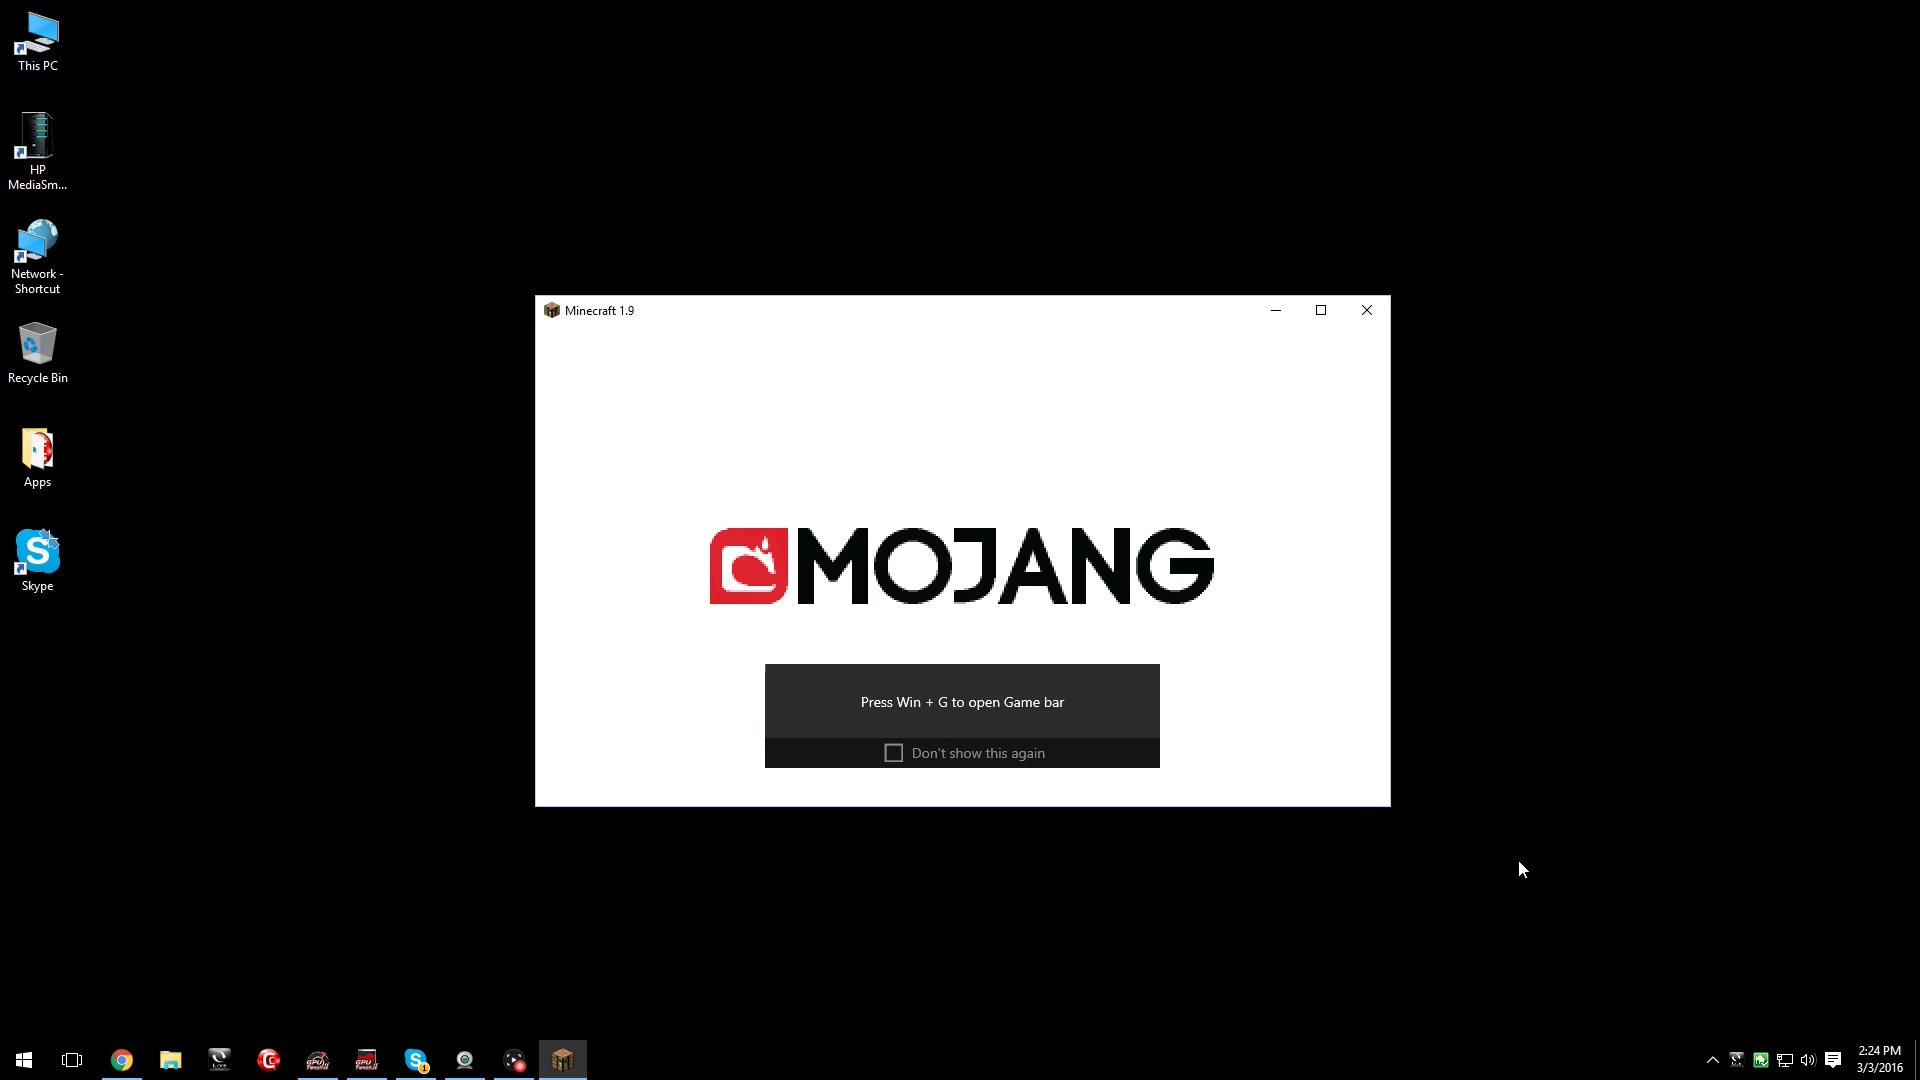 This PC
HP
MediaSm...
Network -
Shortcut
Recycle Bin
Apps
Skype
Minecraft 1.9
MOJANG
Press Win + G to open Game bar
Don't show this again
2:24 PM
3/3/2016